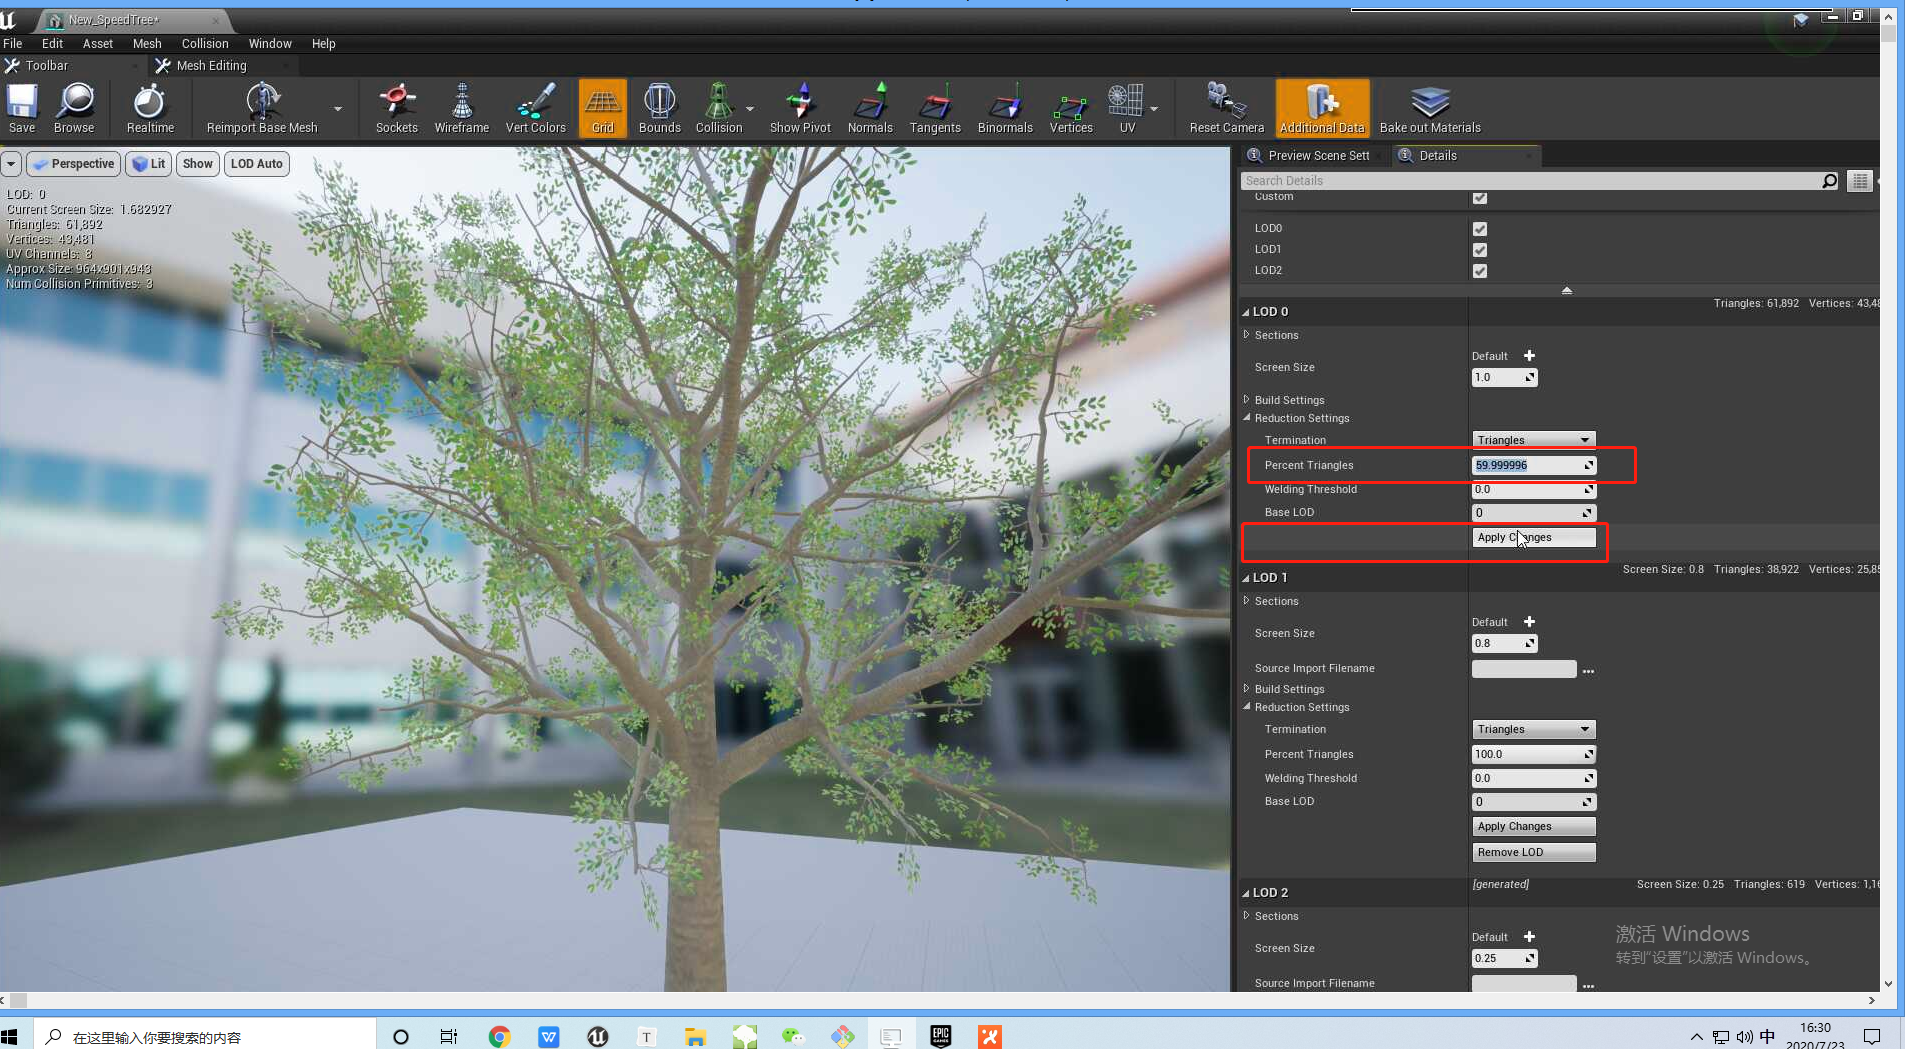 New_SpeedTree*
File Edit Asset Mesh Collision Window Help
Toolbar Mesh Editing
Save Browse Realtime Reimport Base Mesh Sockets Wireframe Vert Colors Grid Bounds Collision Show Pivot Normals Tangents Binormals Vertices UV Reset Camera Additional Data Bake out Materials
Perspective Lit Show LOD Auto
LOD: 0
Current Screen Size: 1.682927
Triangles: 61,892
Vertices: 43,481
UV Channels: 8
Approx Size: 964x901x943
Num Collision Primitives: 3
Preview Scene Sett Details
Search Details
Custom
LOD0
LOD1
LOD2
Triangles: 61,892 Vertices: 43,48
LOD 0
Sections
Default
Screen Size
1.0
Build Settings
Reduction Settings
Termination Triangles
Percent Triangles 59.999996
Welding Threshold 0.0
Base LOD 0
Apply Changes
Screen Size: 0.8 Triangles: 38,922 Vertices: 25,85
LOD 1
Sections
Default
Screen Size
0.8
Source Import Filename ...
Build Settings
Reduction Settings
Termination Triangles
Percent Triangles 100.0
Welding Threshold 0.0
Base LOD 0
Apply Changes
Remove LOD
[generated] Screen Size: 0.25 Triangles: 619 Vertices: 1,16
LOD 2
Sections
Default
Screen Size
0.25
Source Import Filename ...
激活 Windows
转到"设置"以激活 Windows。
在这里输入你要搜索的内容
W
T
EPIC
GAMES
中
16:30
2020/7/23